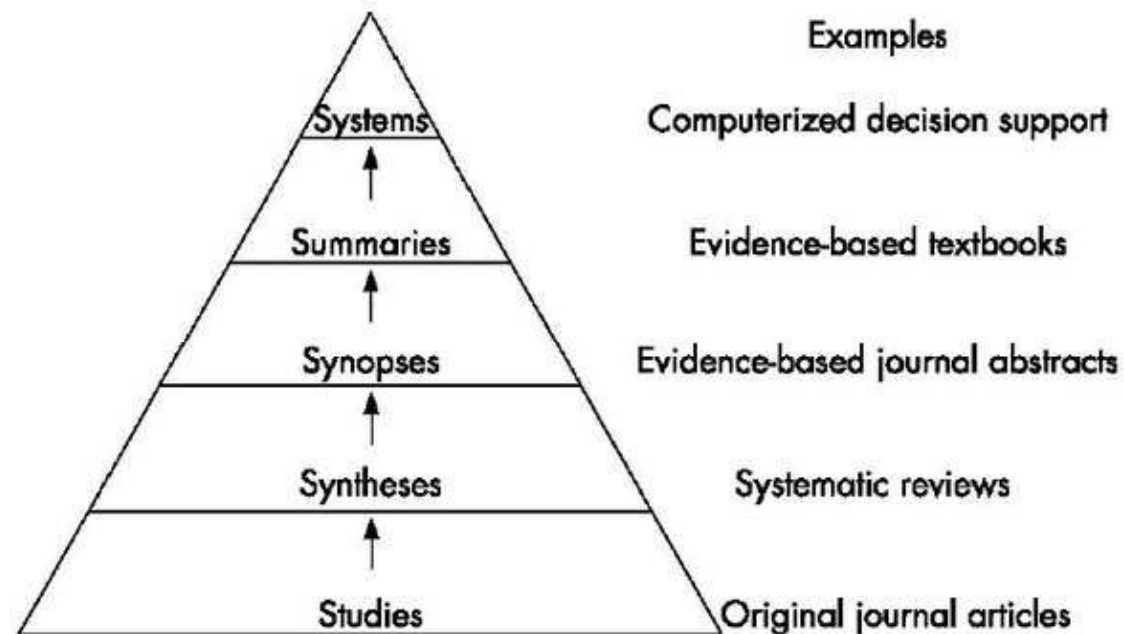 Examples
Systems Computerized decision support
Summaries Evidence-based textbooks
Synopses Evidence-based journal abstracts
Syntheses Systematic reviews
Studies Original journal articles